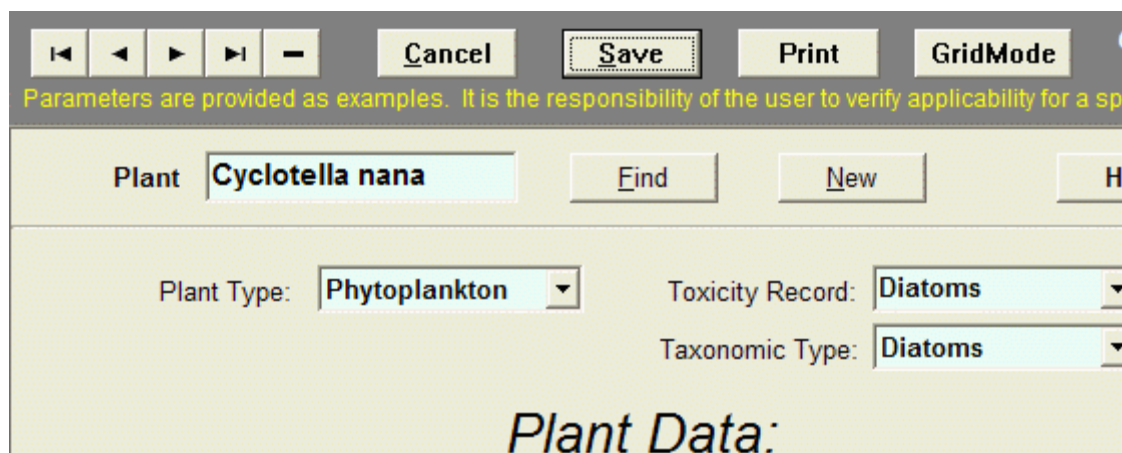 Cancel Save Print GridMode
Parameters are provided as examples. It is the responsibility of the user to verify applicability for a sp
Plant Cyclotella nana Find New H
Plant Type: Phytoplankton Toxicity Record: Diatoms
Taxonomic Type: Diatoms
Plant Data: